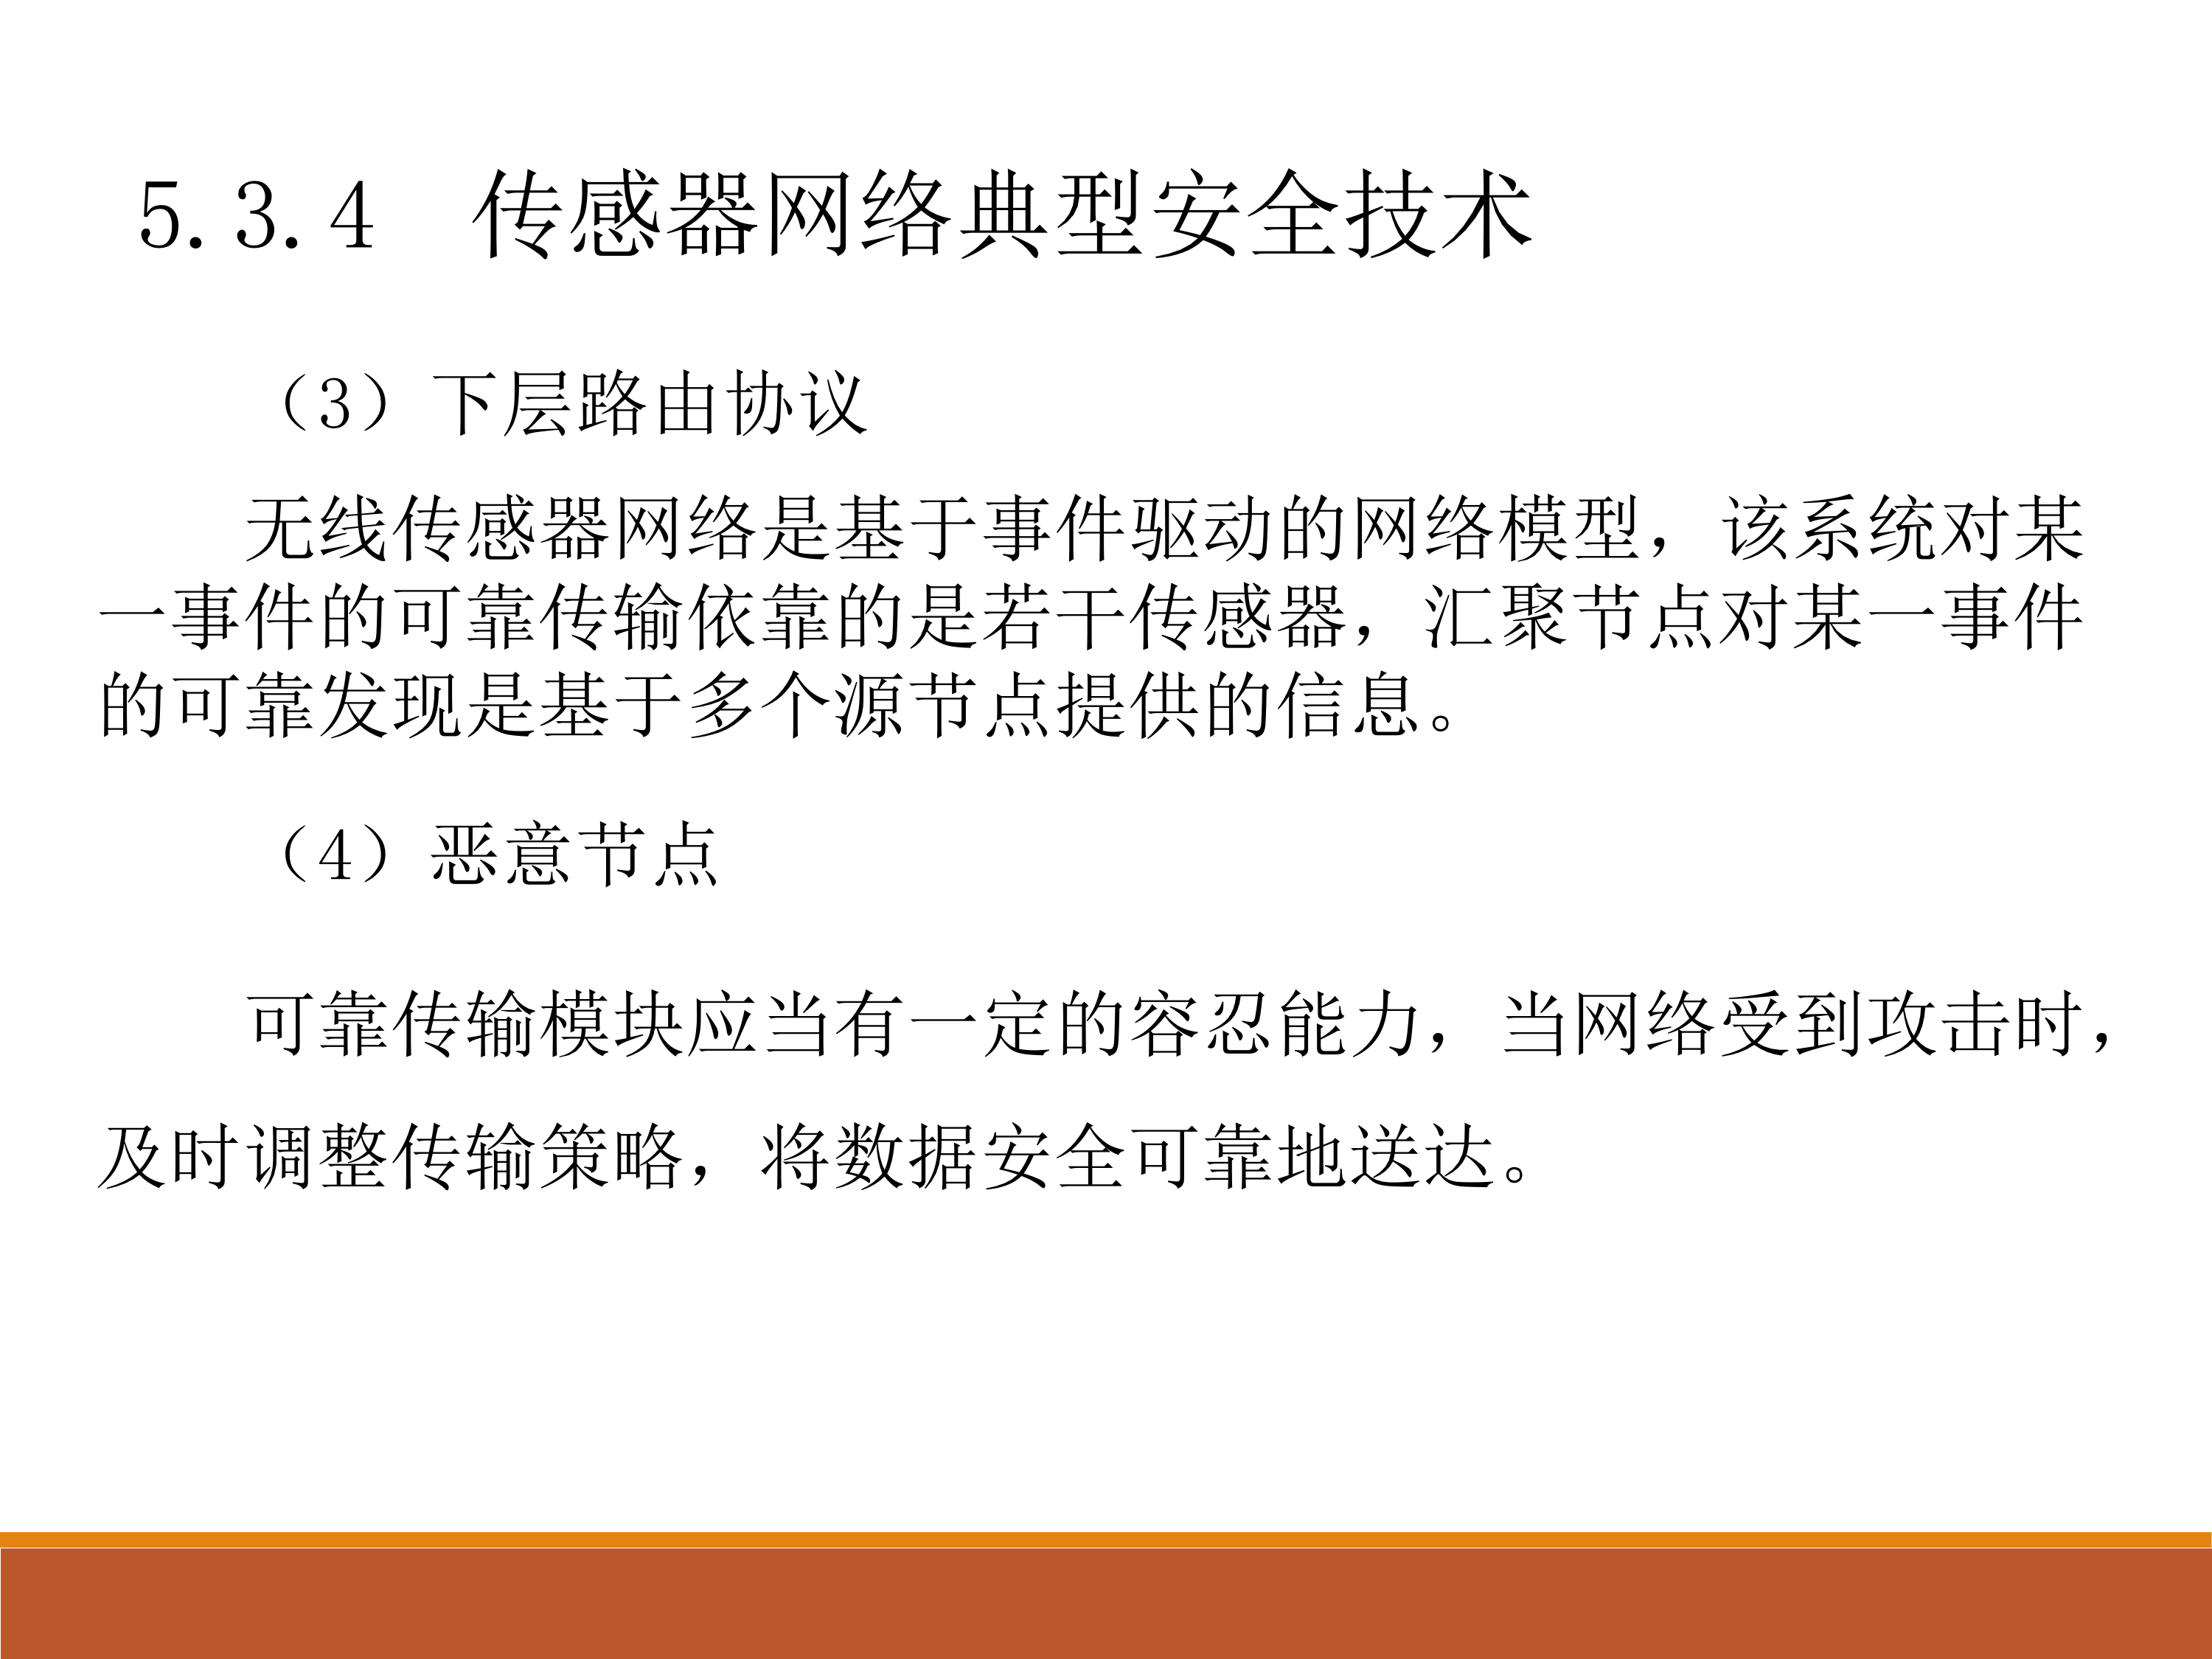 5.3.4 传感器网络典型安全技术
（3）下层路由协议
无线传感器网络是基于事件驱动的网络模型，该系统对某
一事件的可靠传输依靠的是若干传感器，汇聚节点对某一事件
的可靠发现是基于多个源节点提供的信息。
（4）恶意节点
可靠传输模块应当有一定的容忍能力，当网络受到攻击时，
及时调整传输策略，将数据安全可靠地送达。